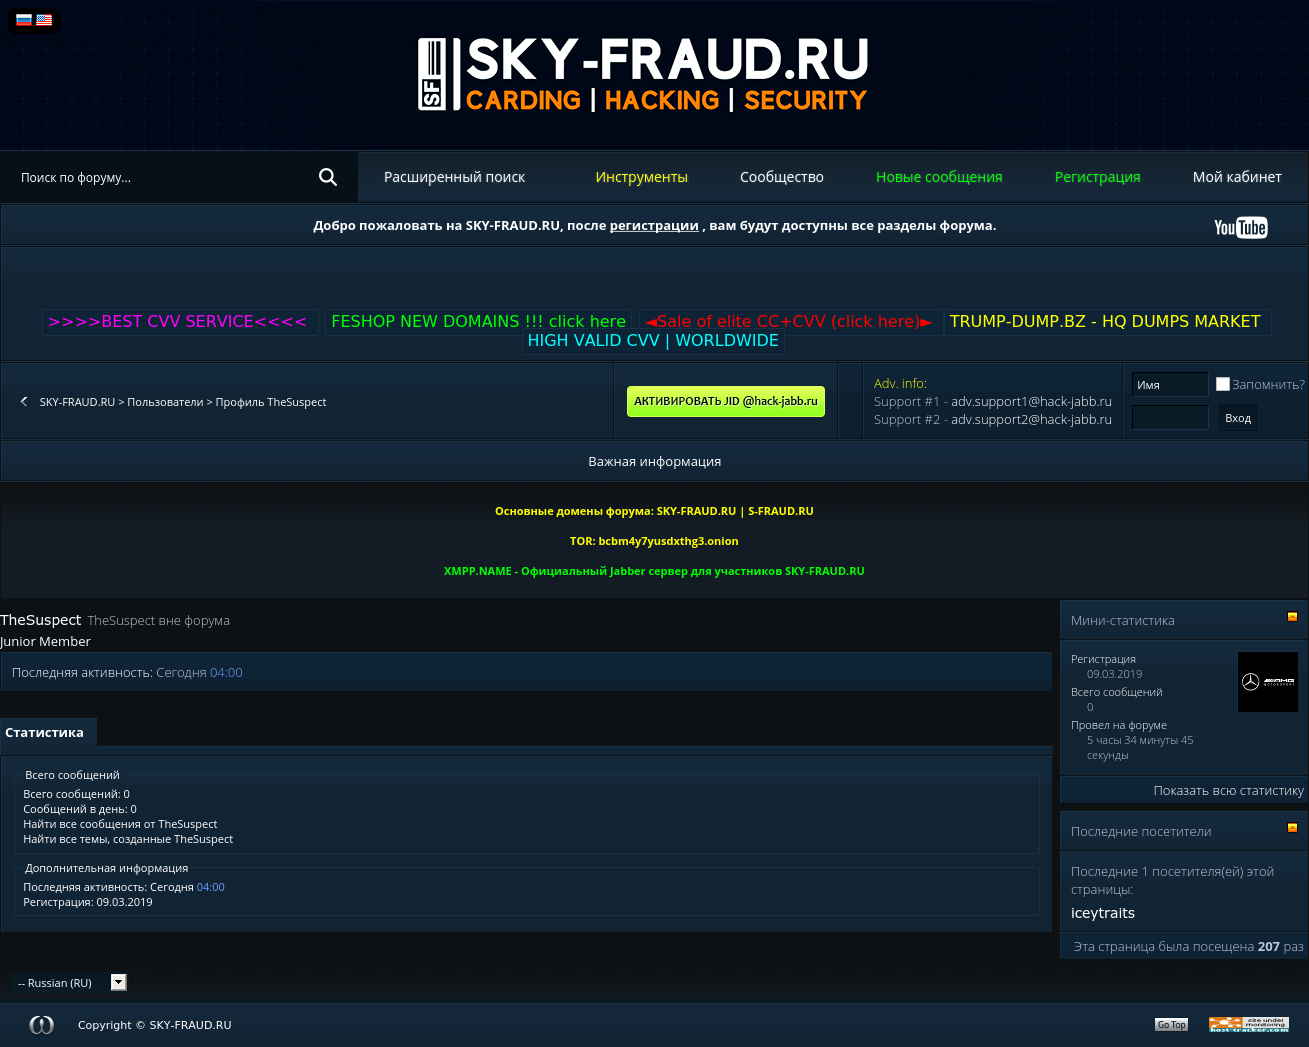 SF
SKY-FRAUD.RU
CARDING | HACKING | SECURITY
Поиск по форуму...
Расширенный поиск
Инструменты
Сообщество
Новые сообщения
Регистрация
Мой кабинет
Добро пожаловать на SKY-FRAUD.RU, после регистрации , вам будут доступны все разделы форума.
YouTube
>>>>BEST CVV SERVICE<<<<
FESHOP NEW DOMAINS !!! click here
◄Sale of elite CC+CVV (click here)►
TRUMP-DUMP.BZ - HQ DUMPS MARKET
HIGH VALID CVV | WORLDWIDE
SKY-FRAUD.RU > Пользователи > Профиль TheSuspect
АКТИВИРОВАТЬ JID @hack-jabb.ru
Adv. info:
Support #1 - adv.support1@hack-jabb.ru
Support #2 - adv.support2@hack-jabb.ru
Имя
Запомнить?
Вход
Важная информация
Основные домены форума: SKY-FRAUD.RU | S-FRAUD.RU
TOR: bcbm4y7yusdxthg3.onion
XMPP.NAME - Официальный Jabber сервер для участников SKY-FRAUD.RU
TheSuspect TheSuspect вне форума
Junior Member
Последняя активность: Сегодня 04:00
Статистика
Всего сообщений
Всего сообщений: 0
Сообщений в день: 0
Найти все сообщения от TheSuspect
Найти все темы, созданные TheSuspect
Дополнительная информация
Последняя активность: Сегодня 04:00
Регистрация: 09.03.2019
Мини-статистика
Регистрация
09.03.2019
Всего сообщений
0
Провел на форуме
5 часы 34 минуты 45
секунды
AMG
MOTORSPORT
Показать всю статистику
Последние посетители
Последние 1 посетителя(ей) этой
страницы:
iceytraits
Эта страница была посещена 207 раз
-- Russian (RU)
Copyright © SKY-FRAUD.RU
Go Top
site under
monitoring
host-tracker.com